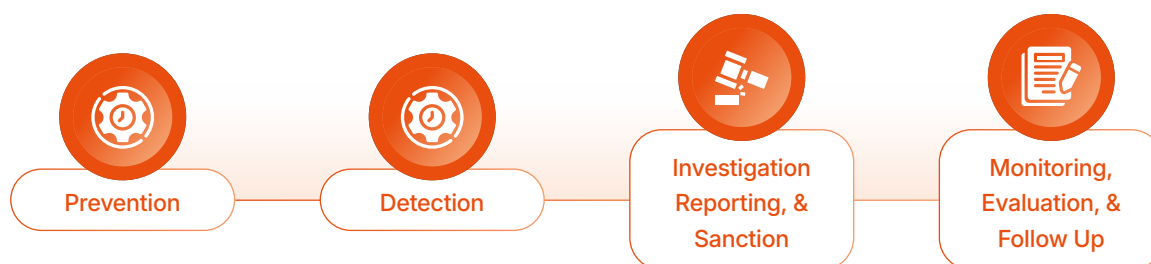 Prevention
Detection
Investigation
Reporting, &
Sanction
Monitoring,
Evaluation, &
Follow Up